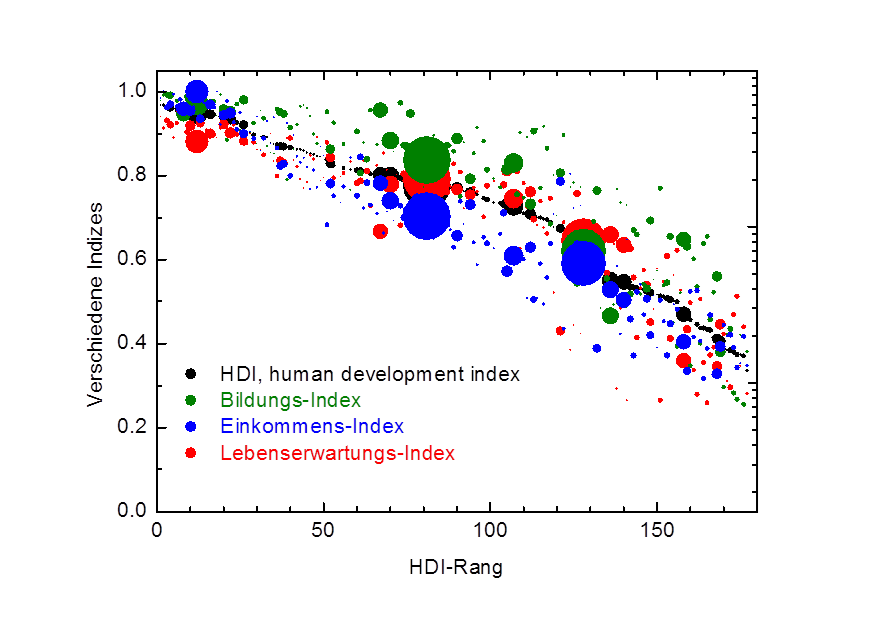 1.0
0.8
0.6
0.4
0.2
0.0
Verschiedene Indizes
HDI, human development index
Bildungs-Index
Einkommens-Index
Lebenserwartungs-Index
0 50 100 150
HDI-Rang